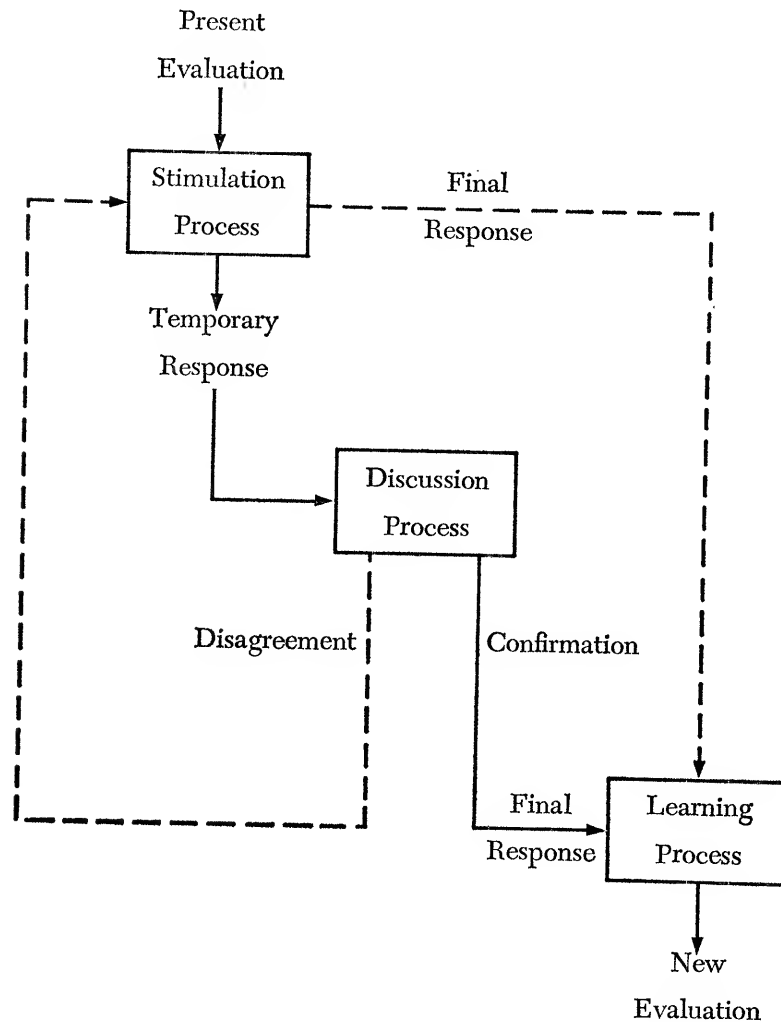 Present
Evaluation
Stimulation
Process
Final
Response
Temporary
Response
Discussion
Process
Disagreement
Confirmation
Final
Response
Learning
Process
New
Evaluation